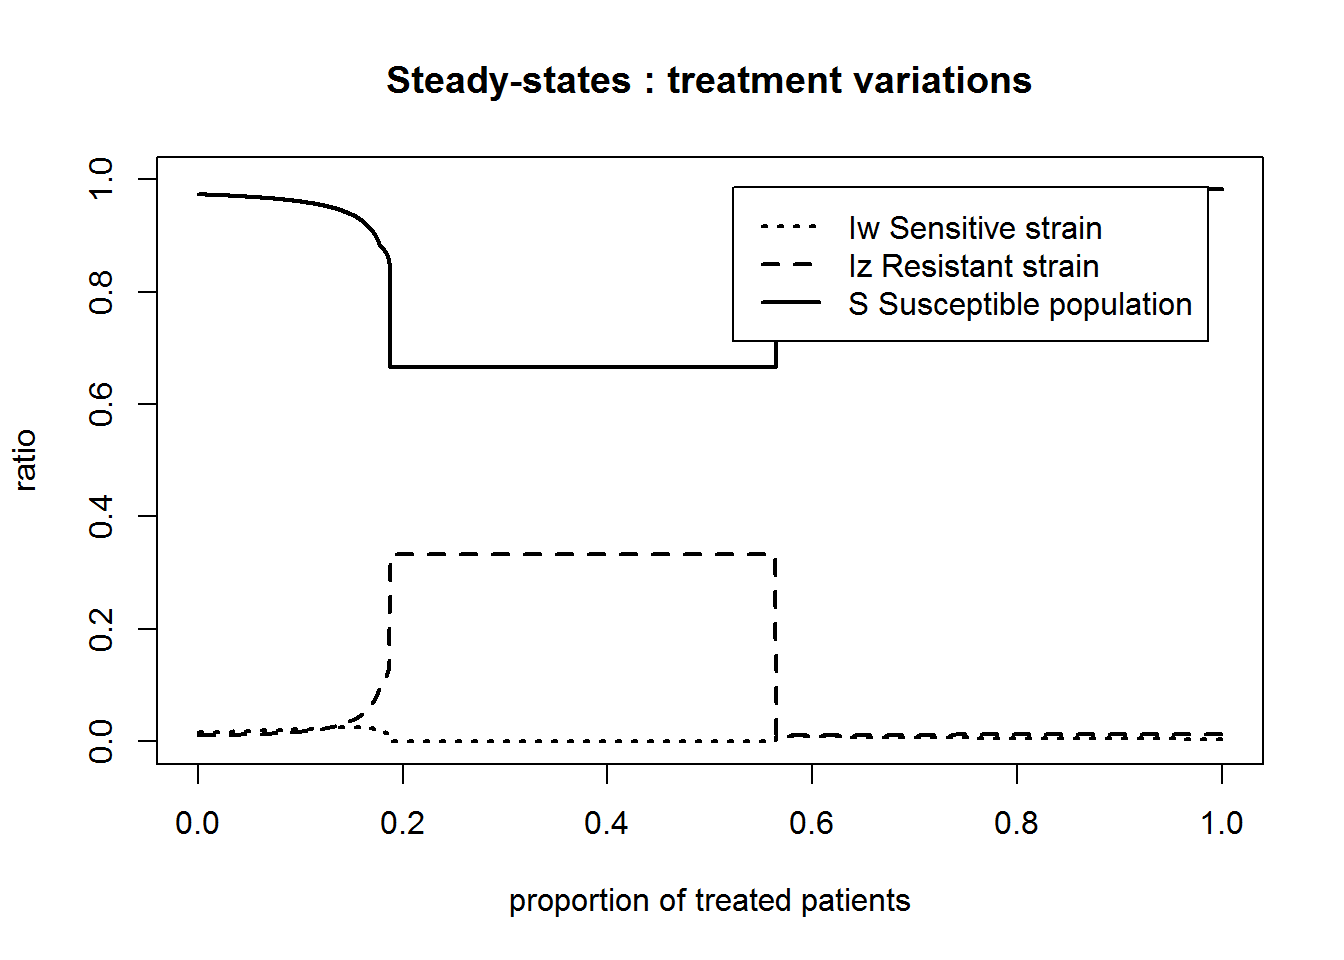 Steady-states : treatment variations
1.0
0.8
0.6
0.4
0.2
0.0
ratio
Iw Sensitive strain
Iz Resistant strain
S Susceptible population
0.0 0.2 0.4 0.6 0.8 1.0
proportion of treated patients